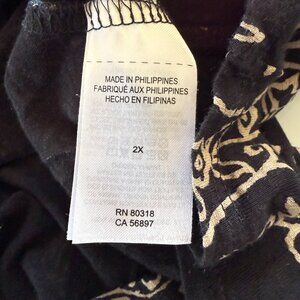 MADE IN PHILIPPINES
FABRIQUÉ AUX PHILIPPINES
HECHO EN FILIPINAS
2X
RN 80318
CA 56897